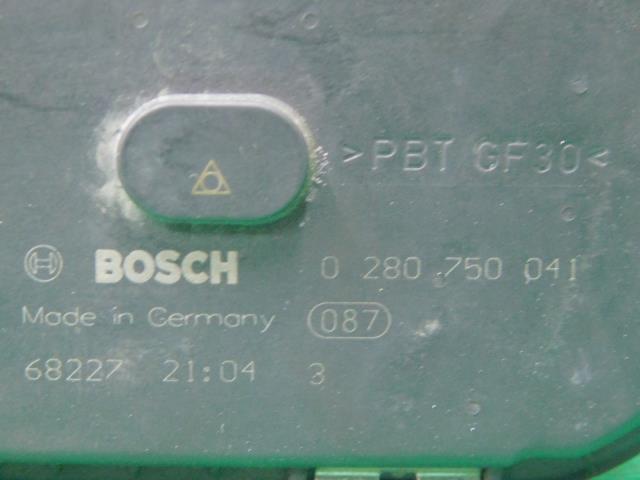 >PBT GF30<
BOSCH 0 280 750 041
Made in Germany 087
68227 21:04 3